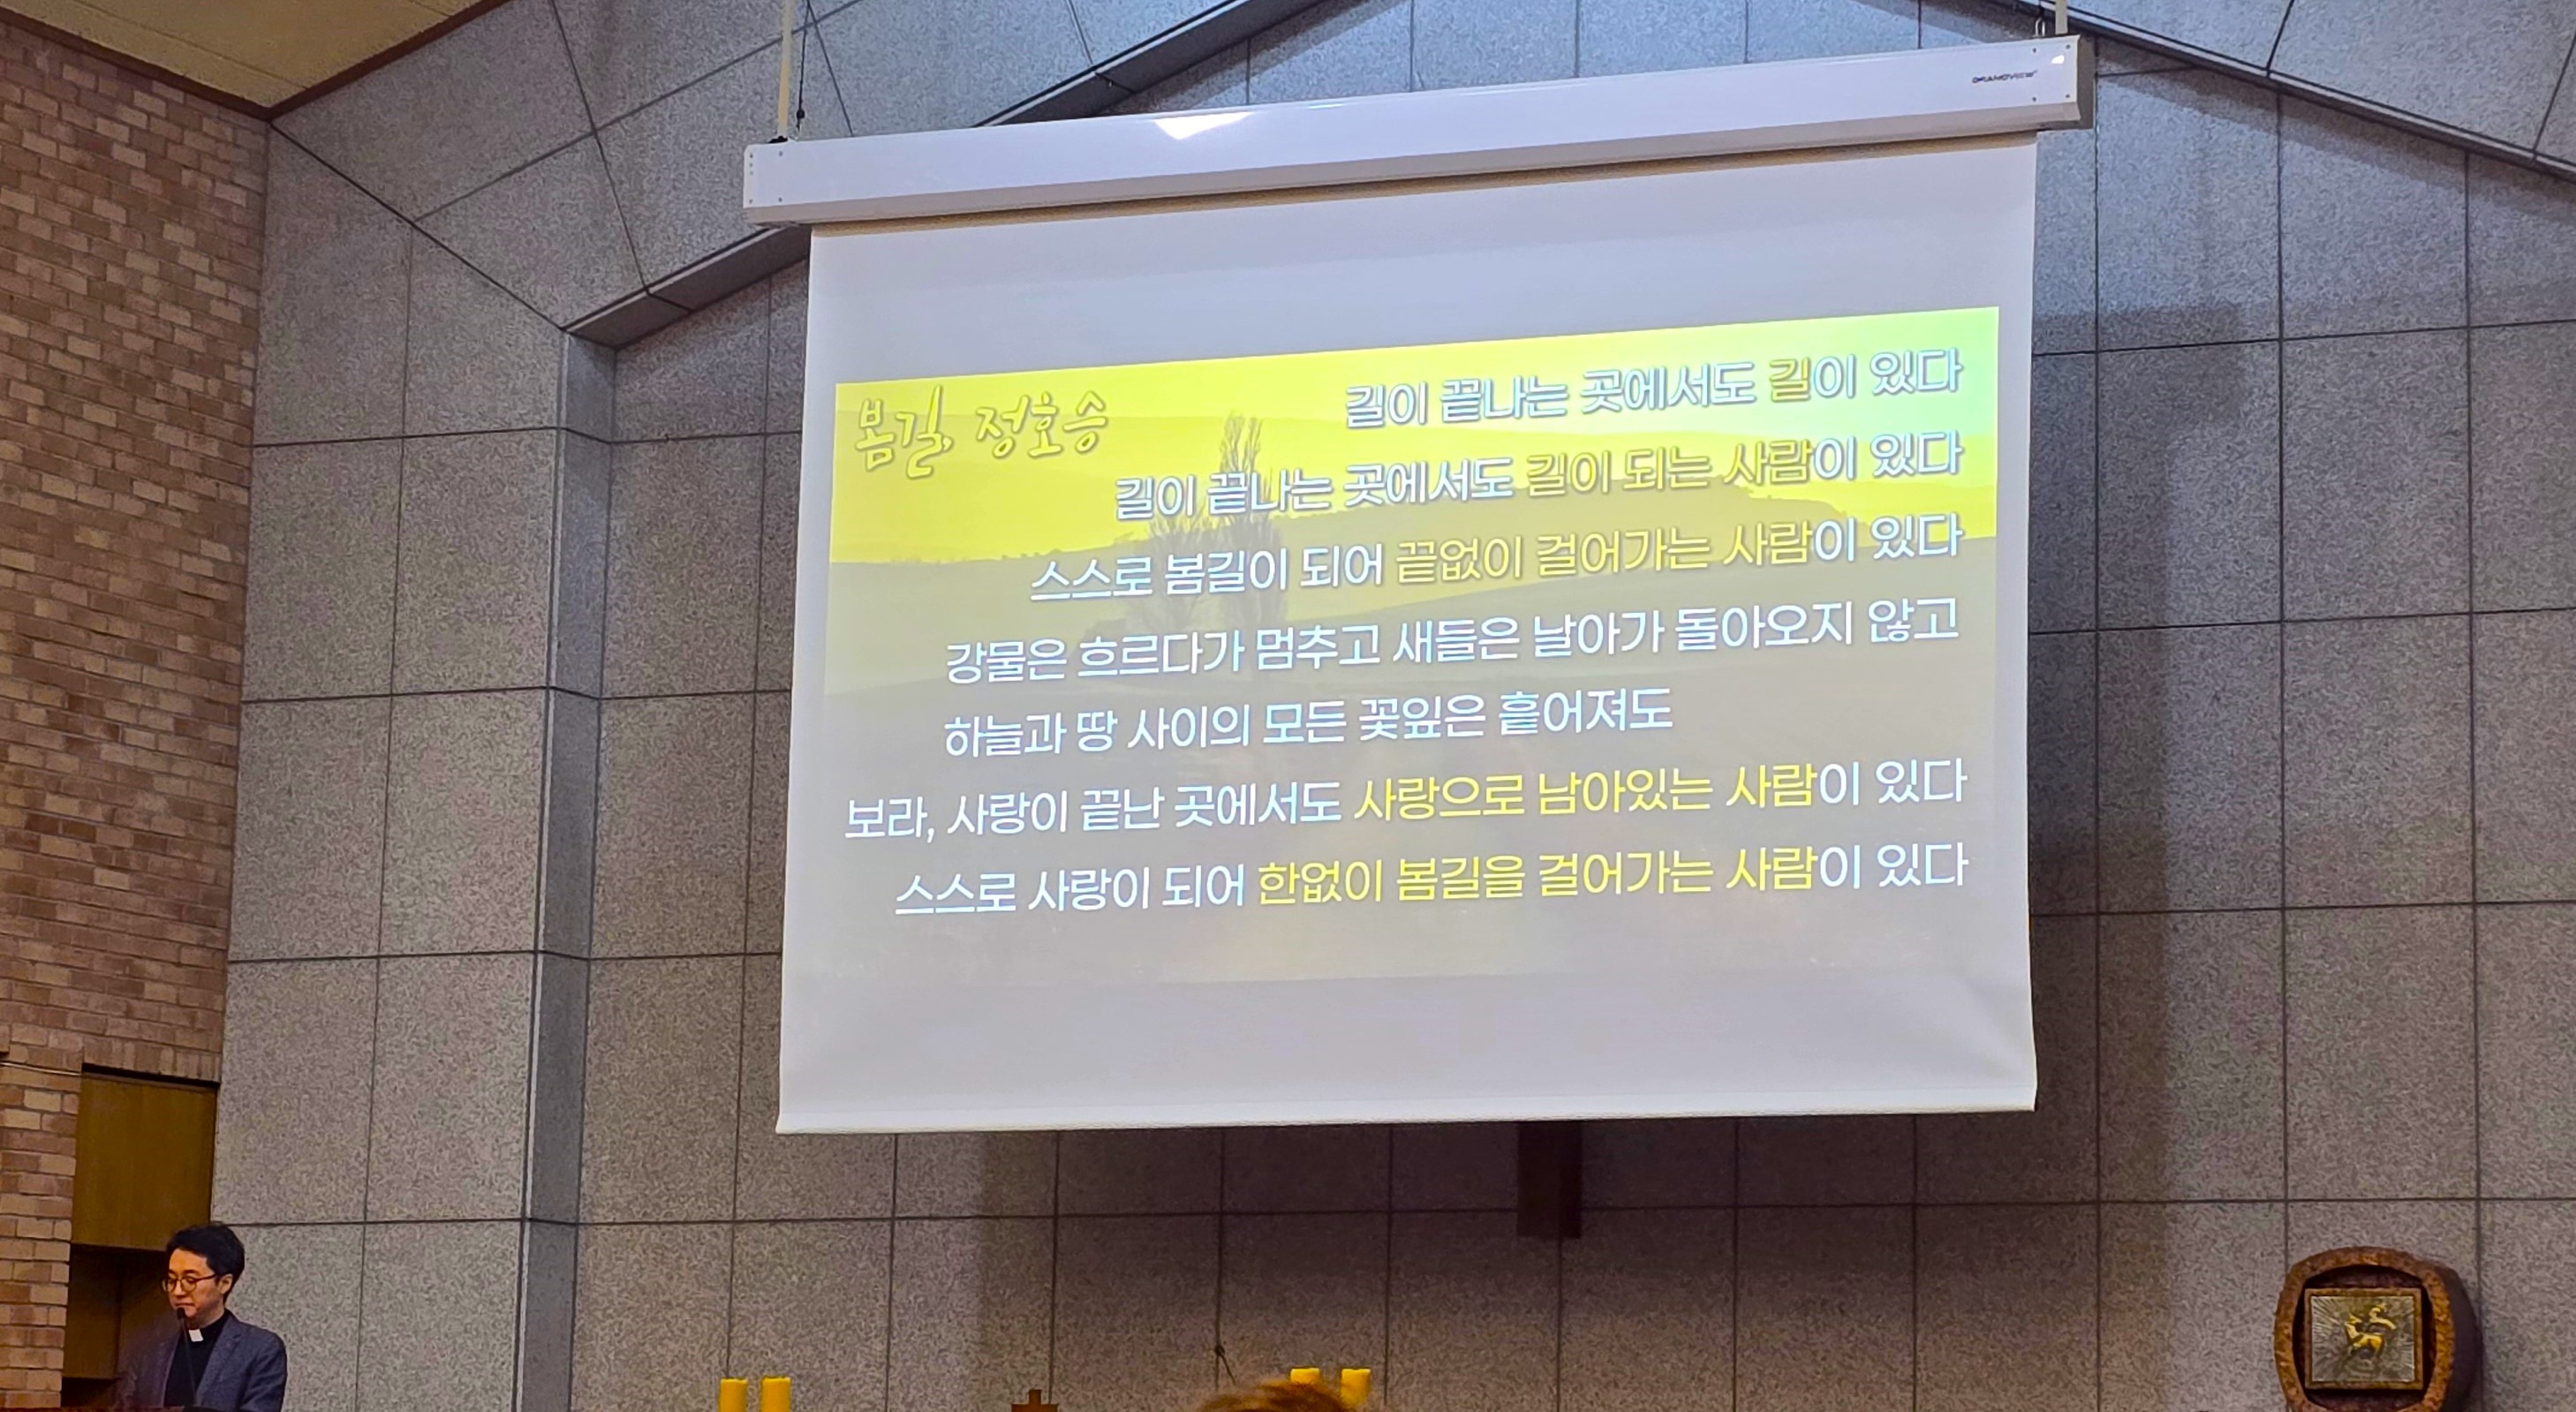 GRANDVIEW
봄길, 정호승
길이 끝나는 곳에서도 길이 있다
길이 끝나는 곳에서도 길이 되는 사람이 있다
스스로 봄길이 되어 끝없이 걸어가는 사람이 있다
강물은 흐르다가 멈추고 새들은 날아가 돌아오지 않고
하늘과 땅 사이의 모든 꽃잎은 흩어져도
보라, 사랑이 끝난 곳에서도 사랑으로 남아있는 사람이 있다
스스로 사랑이 되어 한없이 봄길을 걸어가는 사람이 있다